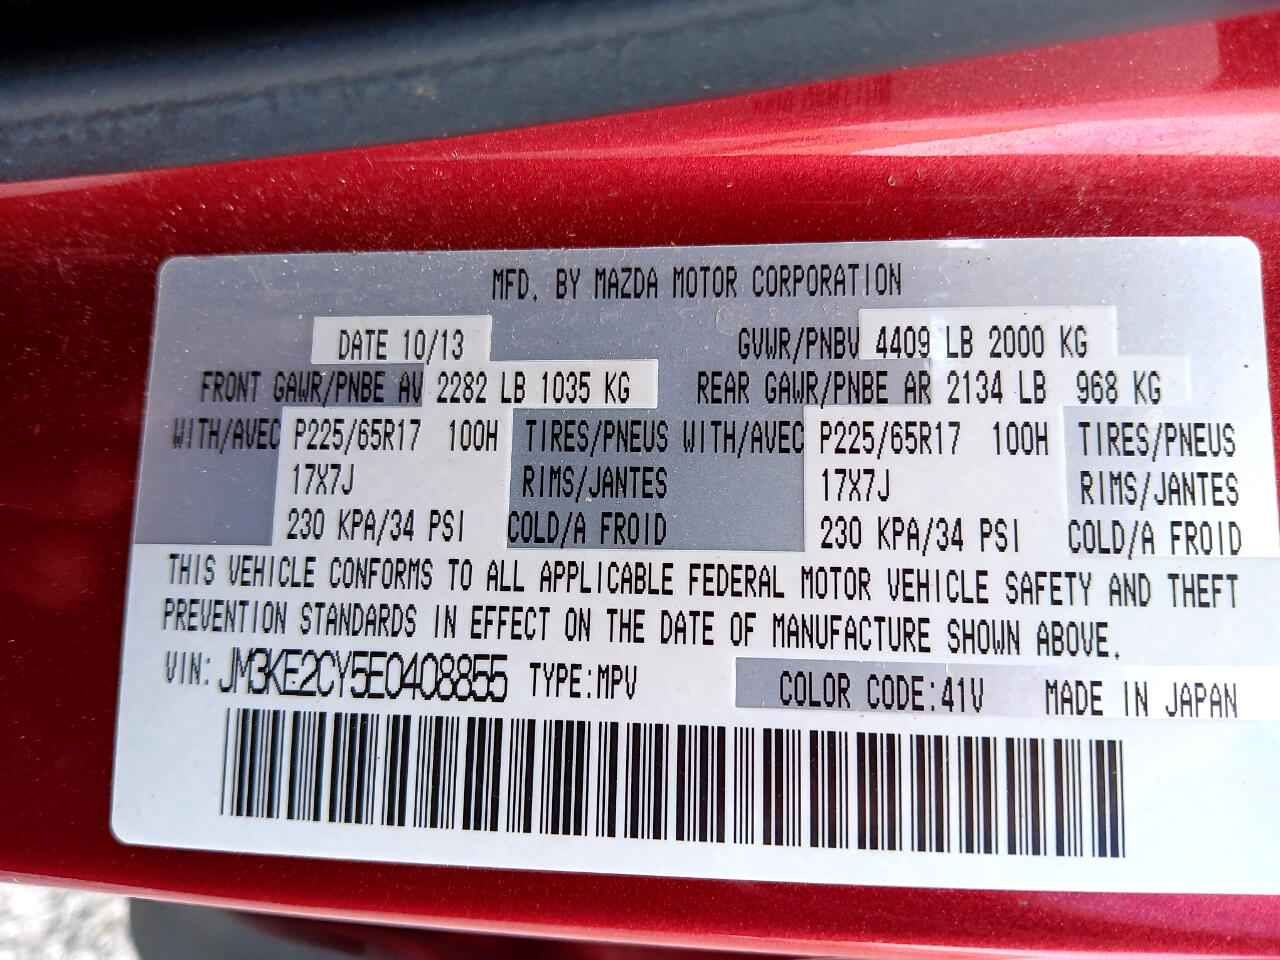 MFD. BY MAZDA MOTOR CORPORATION
DATE 10/13 GVWR/PNBV 4409 LB 2000 KG
FRONT GAWR/PNBE AV 2282 LB 1035 KG REAR GAWR/PNBE AR 2134 LB 968 KG
WITH/AVEC P225/65R17 100H TIRES/PNEUS WITH/AVEC P225/65R17 100H TIRES/PNEUS
17X7J RIMS/JANTES 17X7J RIMS/JANTES
230 KPA/34 PSI COLD/A FROID 230 KPA/34 PSI COLD/A FROID
THIS VEHICLE CONFORMS TO ALL APPLICABLE FEDERAL MOTOR VEHICLE SAFETY AND THEFT
PREVENTION STANDARDS IN EFFECT ON THE DATE OF MANUFACTURE SHOWN ABOVE.
VIN: JM3KE2CY5E0408855 TYPE:MPV COLOR CODE:41V MADE IN JAPAN